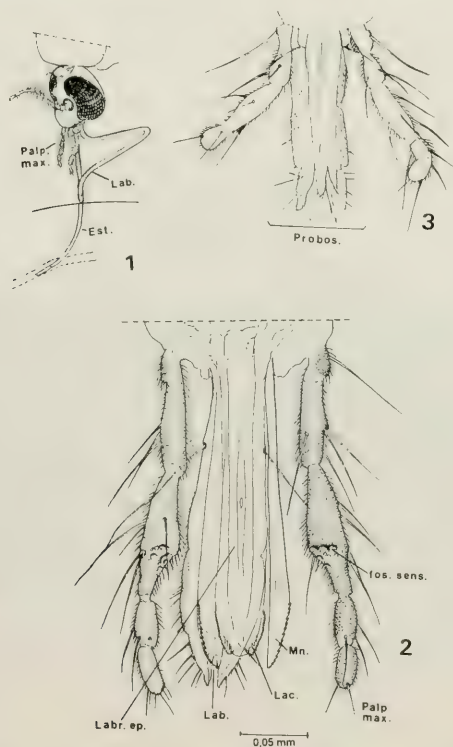 Palp.
max.
Lab.
Est.
1
Probos.
3
fos. sens.
Mn.
2
Lac.
Palp
max.
Lab.
Labr. ep.
0,05 mm